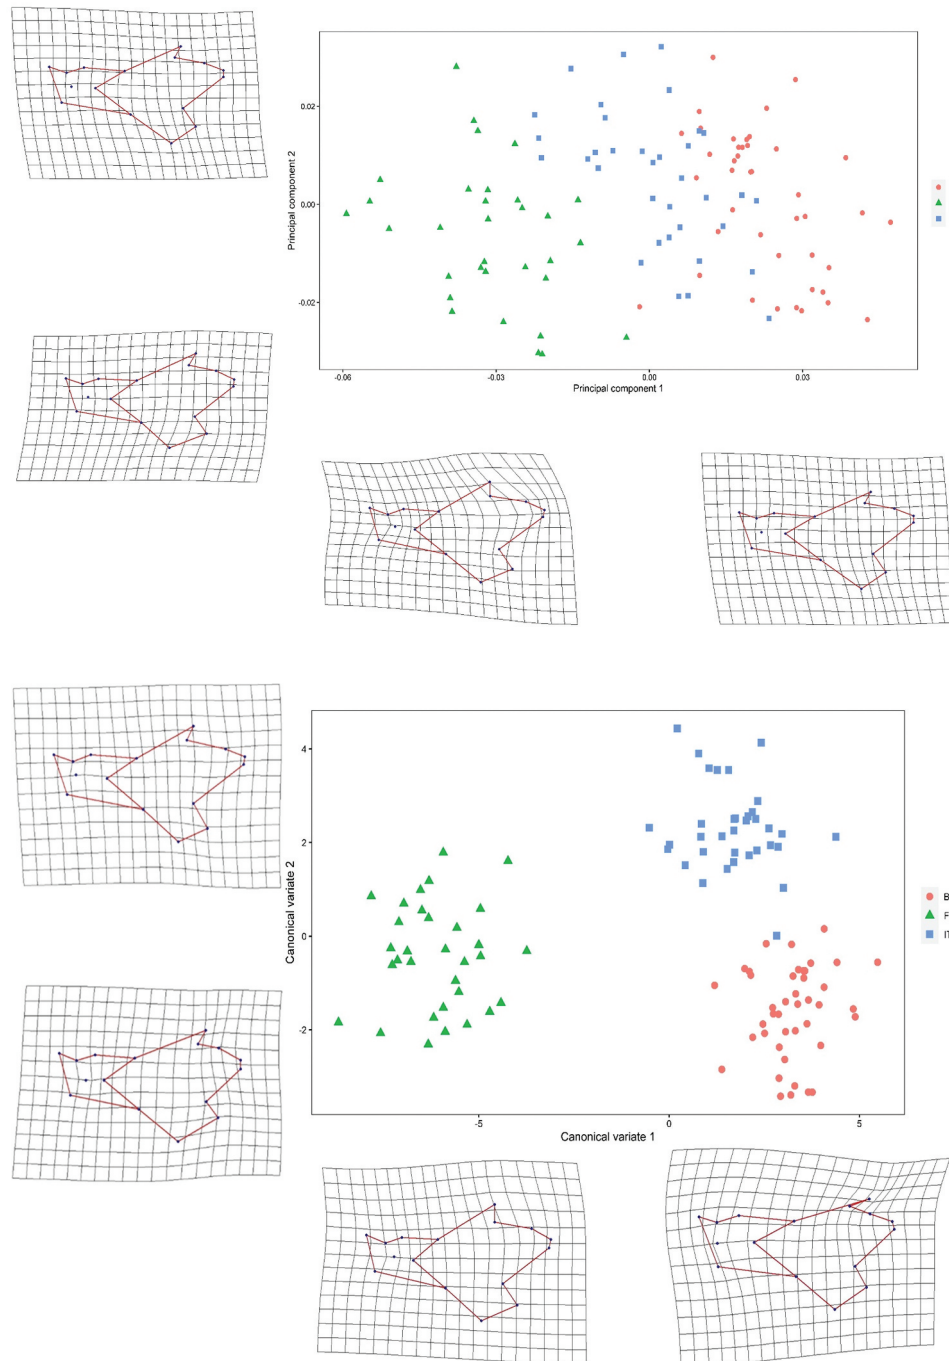 0.02
0.00
-0.02
Principal component 2
-0.06
-0.03
0.00
0.03
Principal component 1
4
2
0
-2
Canonical variate 2
B
F
IT
-5
0
5
Canonical variate 1